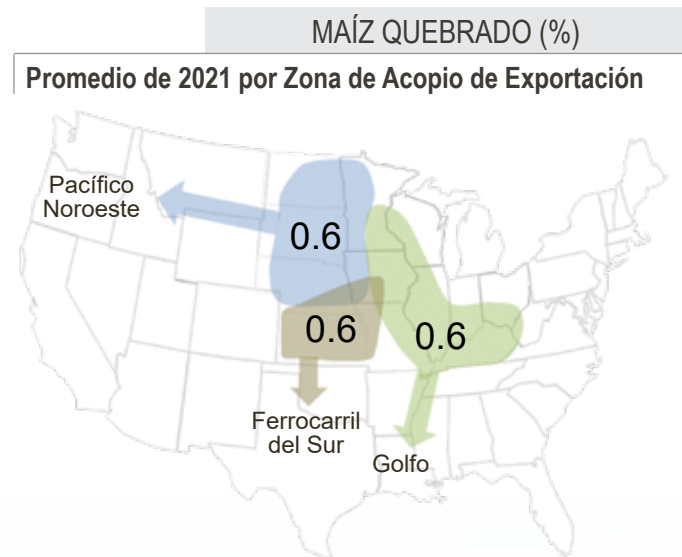 MAÍZ QUEBRADO (%)
Promedio de 2021 por Zona de Acopio de Exportación
Pacífico
Noroeste
0.6
0.6
0.6
Ferrocarril
del Sur
Golfo